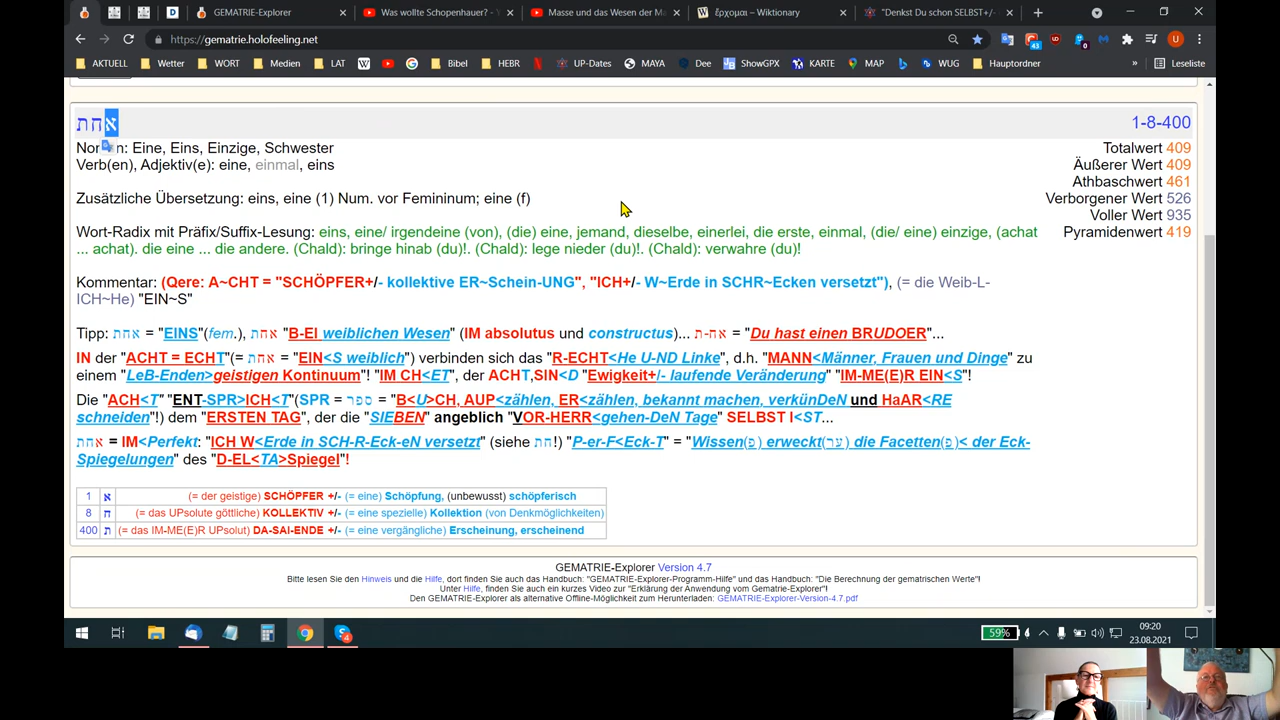 GEMATRIE-Explorer
Was wollte Schopenhauer? - Y
Masse und das Wesen der Ma
ἔρχομαι – Wiktionary
"Denkst Du schon SELBST+/-
https://gematrie.holofeeling.net
43
0
U
AKTUELL Wetter WORT Medien LAT Bibel HEBR UP-Dates MAYA Dee ShowGPX KARTE MAP WUG Hauptordner » Leseliste
אחת 1-8-400
Nomen: Eine, Eins, Einzige, Schwester Totalwert 409
Verb(en), Adjektiv(e): eine, einmal, eins Äußerer Wert 409
Athbaschwert 461
Zusätzliche Übersetzung: eins, eine (1) Num. vor Femininum; eine (f) Verborgener Wert 526
Voller Wert 935
Wort-Radix mit Präfix/Suffix-Lesung: eins, eine/ irgendeine (von), (die) eine, jemand, dieselbe, einerlei, die erste, einmal, (die/ eine) einzige, (achat Pyramidenwert 419
... achat). die eine ... die andere. (Chald): bringe hinab (du)!. (Chald): lege nieder (du)!. (Chald): verwahre (du)!
Kommentar: (Qere: A~CHT = "SCHÖPFER+/- kollektive ER~Schein-UNG", "ICH+/- W~Erde in SCHR~Ecken versetzt"), (= die Weib-L-
ICH~He) "EIN~S"
Tipp: אחת = "EINS"(fem.), אחת "B-EI weiblichen Wesen" (IM absolutus und constructus)... אח-ת = "Du hast einen BRUDOER"...
IN der "ACHT = ECHT"(= אחת = "EIN<S weiblich") verbinden sich das "R-ECHT<He U-ND Linke", d.h. "MANN<Männer, Frauen und Dinge" zu
einem "LeB-Enden>geistigen Kontinuum"! "IM CH<ET", der ACHT,SIN<D "Ewigkeit+/- laufende Veränderung" "IM-ME(E)R EIN<S"!
Die "ACH<T" "ENT-SPR>ICH<T"(SPR = ספר = "B<U>CH, AUP<zählen, ER<zählen, bekannt machen, verkünDeN und HaAR<RE
schneiden"!) dem "ERSTEN TAG", der die "SIEBEN" angeblich "VOR-HERR<gehen-DeN Tage" SELBST I<ST...
אחת = IM<Perfekt: "ICH W<Erde in SCH-R-Eck-eN versetzt" (siehe חת!) "P-er-F<Eck-T" = "Wissen(פ) erweckt(ער) die Facetten(פ)< der Eck-
Spiegelungen" des "D-EL<TA>Spiegel"!
1 א (= der geistige) SCHÖPFER +/- (= eine) Schöpfung, (unbewusst) schöpferisch
8 ח (= das UPsolute göttliche) KOLLEKTIV +/- (= eine spezielle) Kollektion (von Denkmöglichkeiten)
400 ת (= das IM-ME(E)R UPsolut) DA-SAI-ENDE +/- (= eine vergängliche) Erscheinung, erscheinend
GEMATRIE-Explorer Version 4.7
Bitte lesen Sie den Hinweis und die Hilfe, dort finden Sie auch das Handbuch: "GEMATRIE-Explorer-Programm-Hilfe" und das Handbuch: "Die Berechnung der gematrischen Werte"!
Unter Hilfe, finden Sie auch ein kurzes Video zur "Erklärung der Anwendung vom Gematrie-Explorer"!
Den GEMATRIE-Explorer als alternative Offline-Möglichkeit zum Herunterladen: GEMATRIE-Explorer-Version-4.7.pdf
59%
09:20
23.08.2021